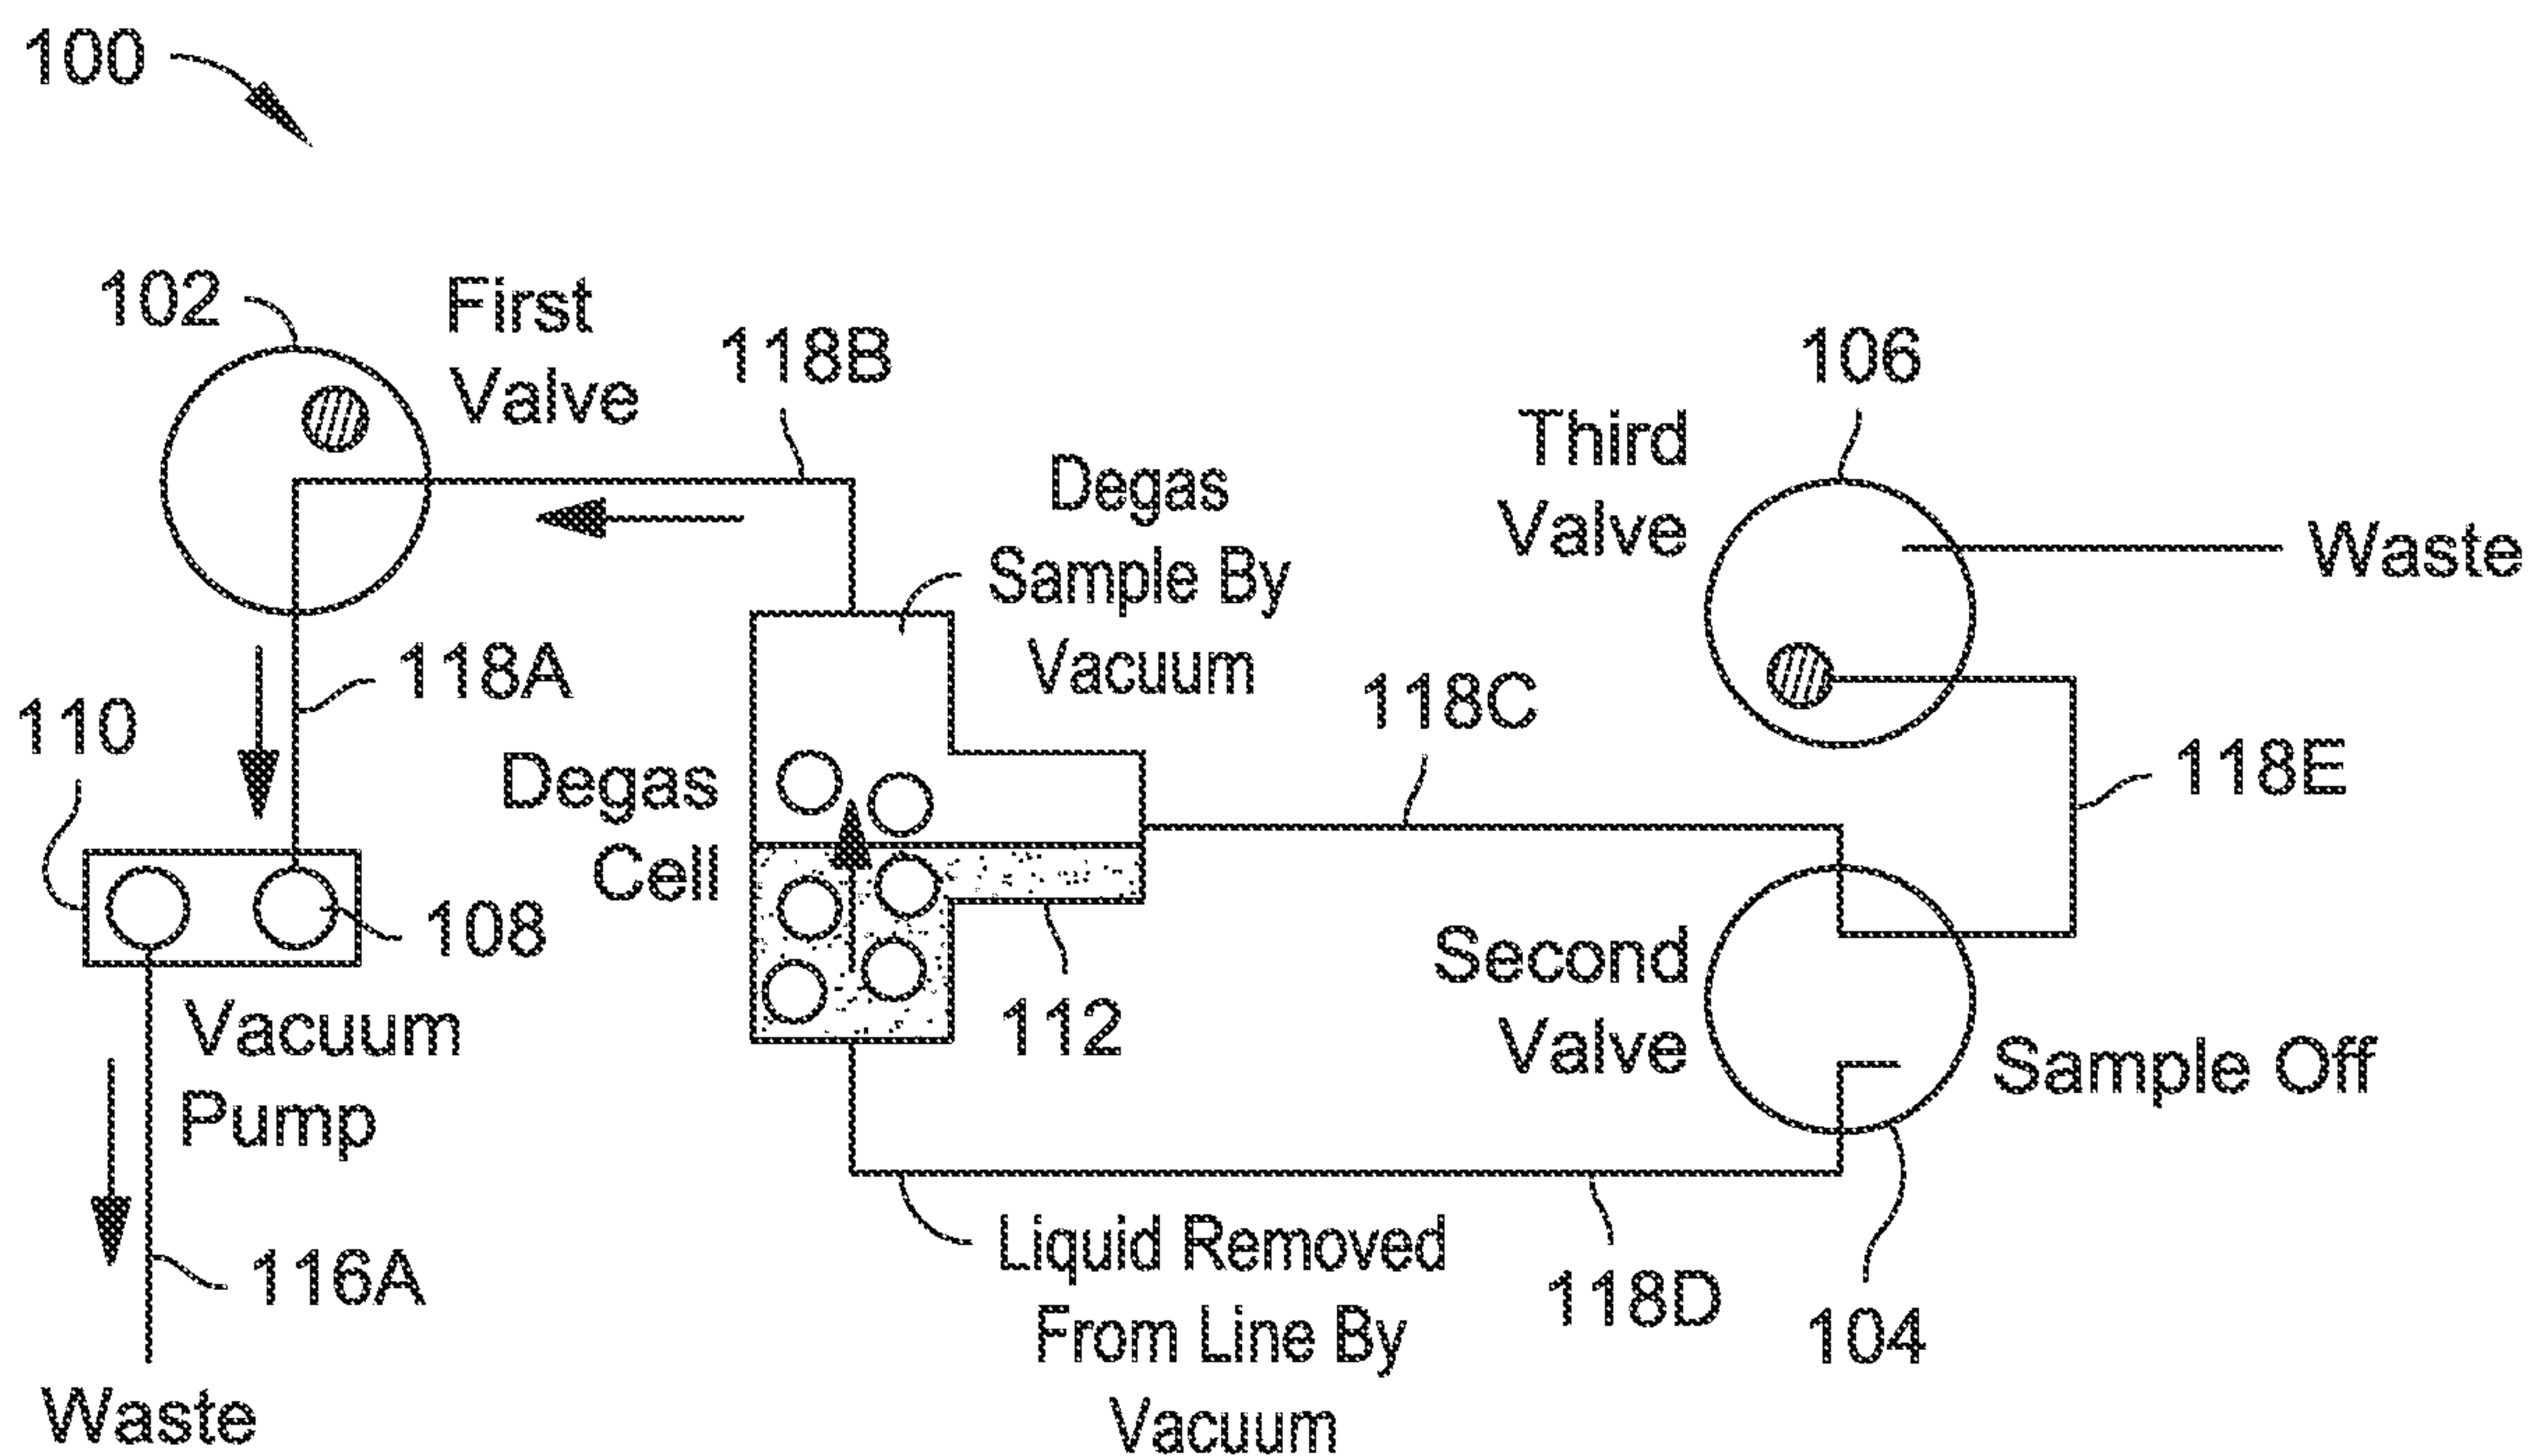 100
102
First
Valve
118B
106
Third
Valve
Waste
Degas
Sample By
Vacuum
118A
110
118C
118E
Degas
Cell
108
112
Second
Valve
Sample Off
Vacuum
Pump
116A
Waste
Liquid Removed
From Line By
Vacuum
118D
104